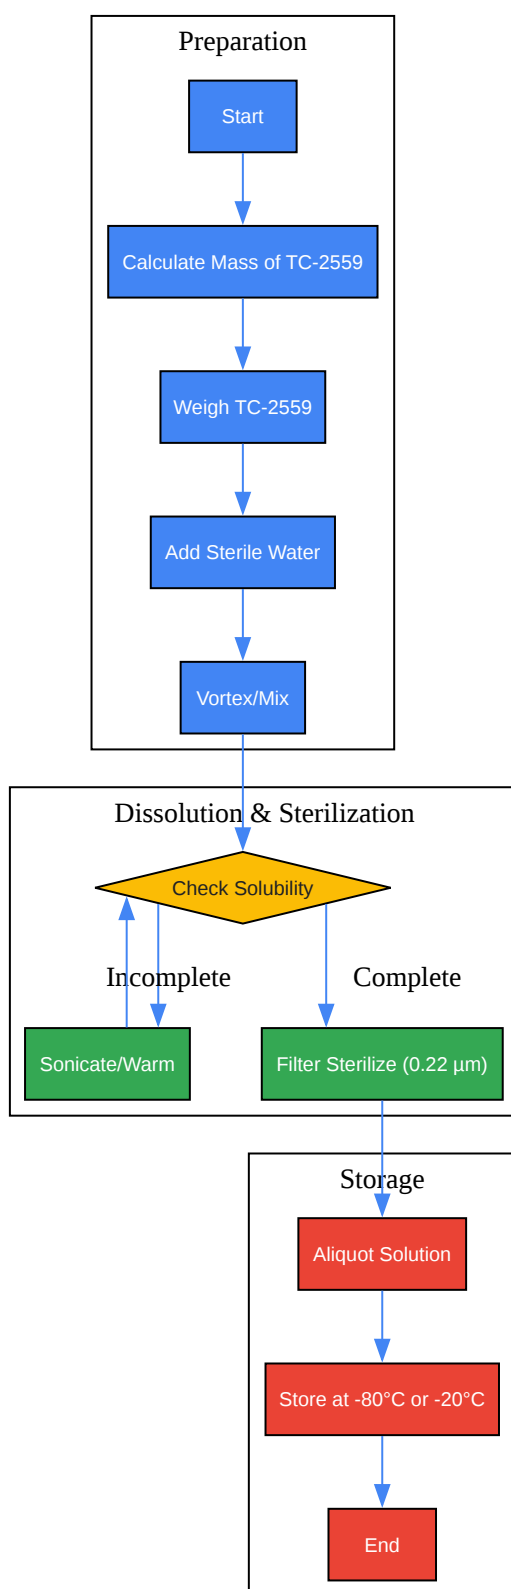 Preparation
Start
Calculate Mass of TC-2559
Weigh TC-2559
Add Sterile Water
Vortex/Mix
Dissolution & Sterilization
Check Solubility
Incomplete
Complete
Sonicate/Warm
Filter Sterilize (0.22 µm)
Storage
Aliquot Solution
Store at -80°C or -20°C
End